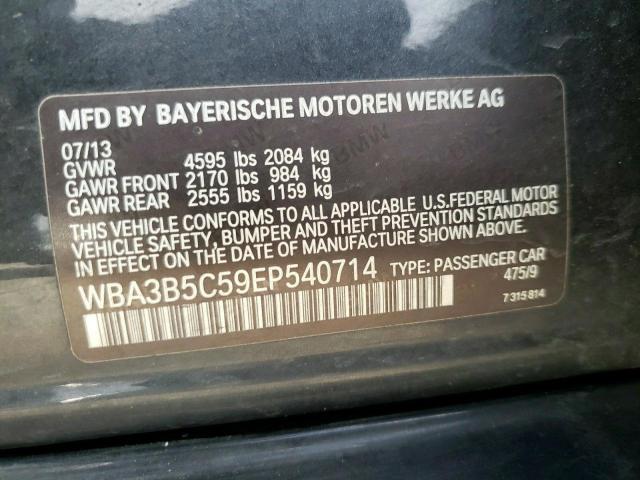 MFD BY BAYERISCHE MOTOREN WERKE AG
07/13
GVWR 4595 lbs 2084 kg
GAWR FRONT 2170 lbs 984 kg
GAWR REAR 2555 lbs 1159 kg
THIS VEHICLE CONFORMS TO ALL APPLICABLE U.S.FEDERAL MOTOR
VEHICLE SAFETY, BUMPER AND THEFT PREVENTION STANDARDS
IN EFFECT ON THE DATE OF MANUFACTURE SHOWN ABOVE.
WBA3B5C59EP540714 TYPE: PASSENGER CAR
475/9
7 315 814